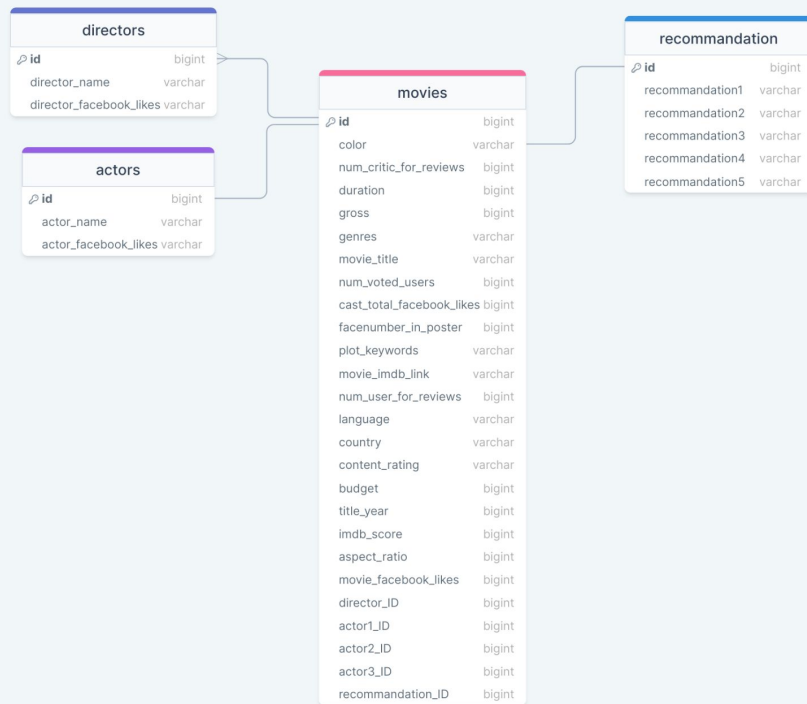 directors
id bigint
director_name varchar
director_facebook_likes varchar
actors
id bigint
actor_name varchar
actor_facebook_likes varchar
movies
id bigint
color varchar
num_critic_for_reviews bigint
duration bigint
gross bigint
genres varchar
movie_title varchar
num_voted_users bigint
cast_total_facebook_likes bigint
facenumber_in_poster bigint
plot_keywords varchar
movie_imdb_link varchar
num_user_for_reviews bigint
language varchar
country varchar
content_rating varchar
budget bigint
title_year bigint
imdb_score bigint
aspect_ratio bigint
movie_facebook_likes bigint
director_ID bigint
actor1_ID bigint
actor2_ID bigint
actor3_ID bigint
recommandation_ID bigint
recommandation
id bigint
recommandation1 varchar
recommandation2 varchar
recommandation3 varchar
recommandation4 varchar
recommandation5 varchar